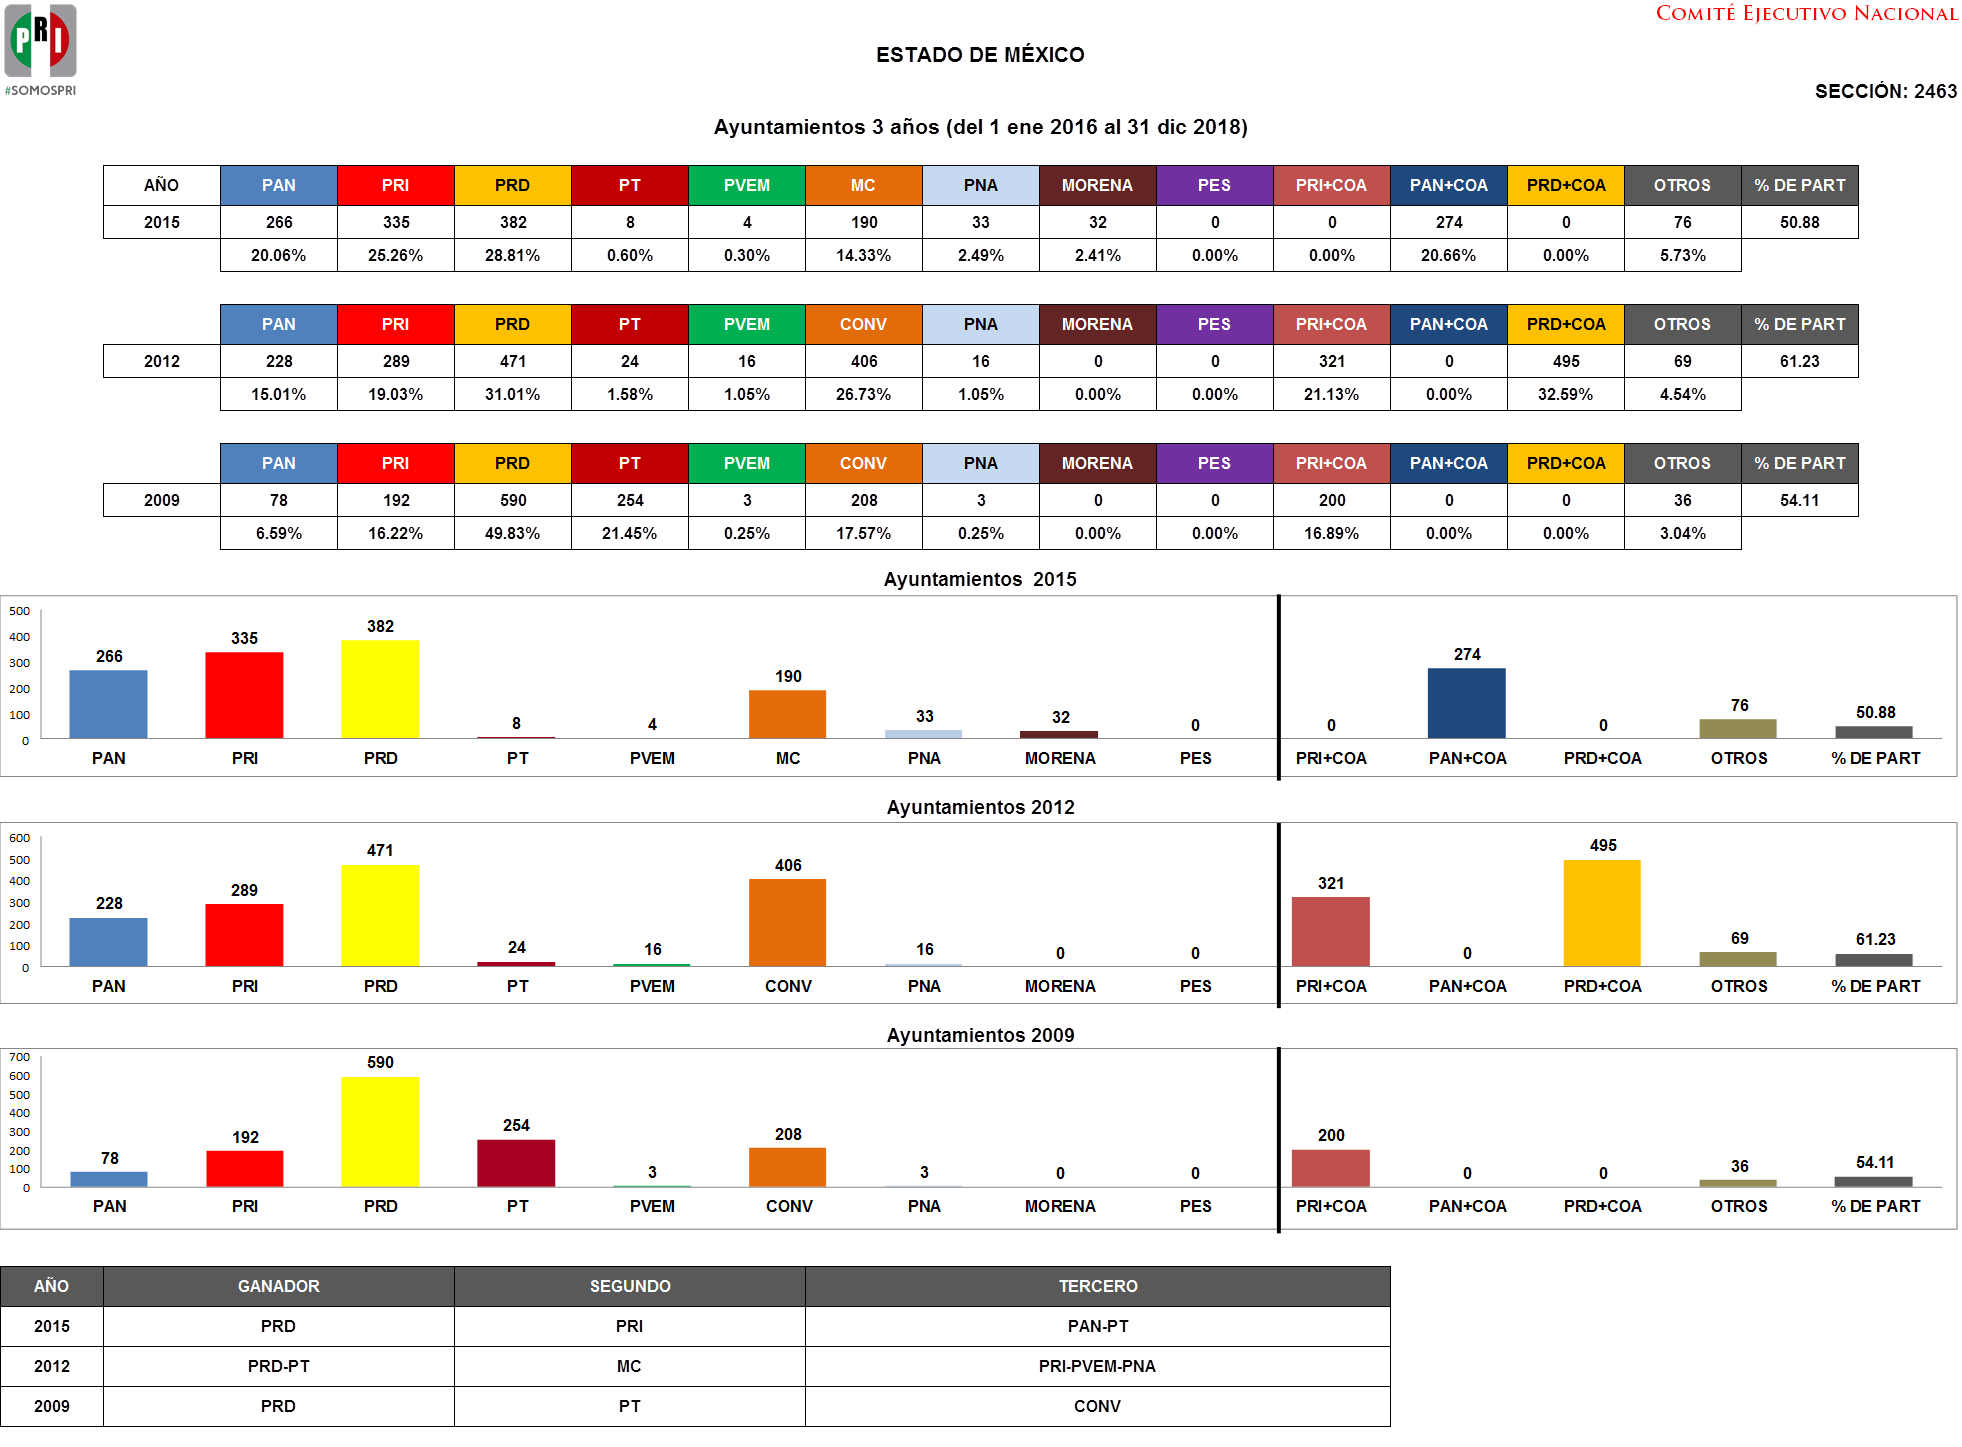 PRI
#SOMOSPRI
COMITÉ EJECUTIVO NACIONAL
ESTADO DE MÉXICO
SECCIÓN: 2463
Ayuntamientos 3 años (del 1 ene 2016 al 31 dic 2018)
AÑO PAN PRI PRD PT PVEM MC PNA MORENA PES PRI+COA PAN+COA PRD+COA OTROS % DE PART
2015 266 335 382 8 4 190 33 32 0 0 274 0 76 50.88
20.06% 25.26% 28.81% 0.60% 0.30% 14.33% 2.49% 2.41% 0.00% 0.00% 20.66% 0.00% 5.73%
PAN PRI PRD PT PVEM CONV PNA MORENA PES PRI+COA PAN+COA PRD+COA OTROS % DE PART
2012 228 289 471 24 16 406 16 0 0 321 0 495 69 61.23
15.01% 19.03% 31.01% 1.58% 1.05% 26.73% 1.05% 0.00% 0.00% 21.13% 0.00% 32.59% 4.54%
PAN PRI PRD PT PVEM CONV PNA MORENA PES PRI+COA PAN+COA PRD+COA OTROS % DE PART
2009 78 192 590 254 3 208 3 0 0 200 0 0 36 54.11
6.59% 16.22% 49.83% 21.45% 0.25% 17.57% 0.25% 0.00% 0.00% 16.89% 0.00% 0.00% 3.04%
Ayuntamientos 2015
500
400
300
200
100
0
266 335 382 8 4 190 33 32 0 0 274 0 76 50.88
PAN PRI PRD PT PVEM MC PNA MORENA PES PRI+COA PAN+COA PRD+COA OTROS % DE PART
Ayuntamientos 2012
600
500
400
300
200
100
0
228 289 471 24 16 406 16 0 0 321 0 495 69 61.23
PAN PRI PRD PT PVEM CONV PNA MORENA PES PRI+COA PAN+COA PRD+COA OTROS % DE PART
Ayuntamientos 2009
700
600
500
400
300
200
100
0
78 192 590 254 3 208 3 0 0 200 0 0 36 54.11
PAN PRI PRD PT PVEM CONV PNA MORENA PES PRI+COA PAN+COA PRD+COA OTROS % DE PART
AÑO GANADOR SEGUNDO TERCERO
2015 PRD PRI PAN-PT
2012 PRD-PT MC PRI-PVEM-PNA
2009 PRD PT CONV